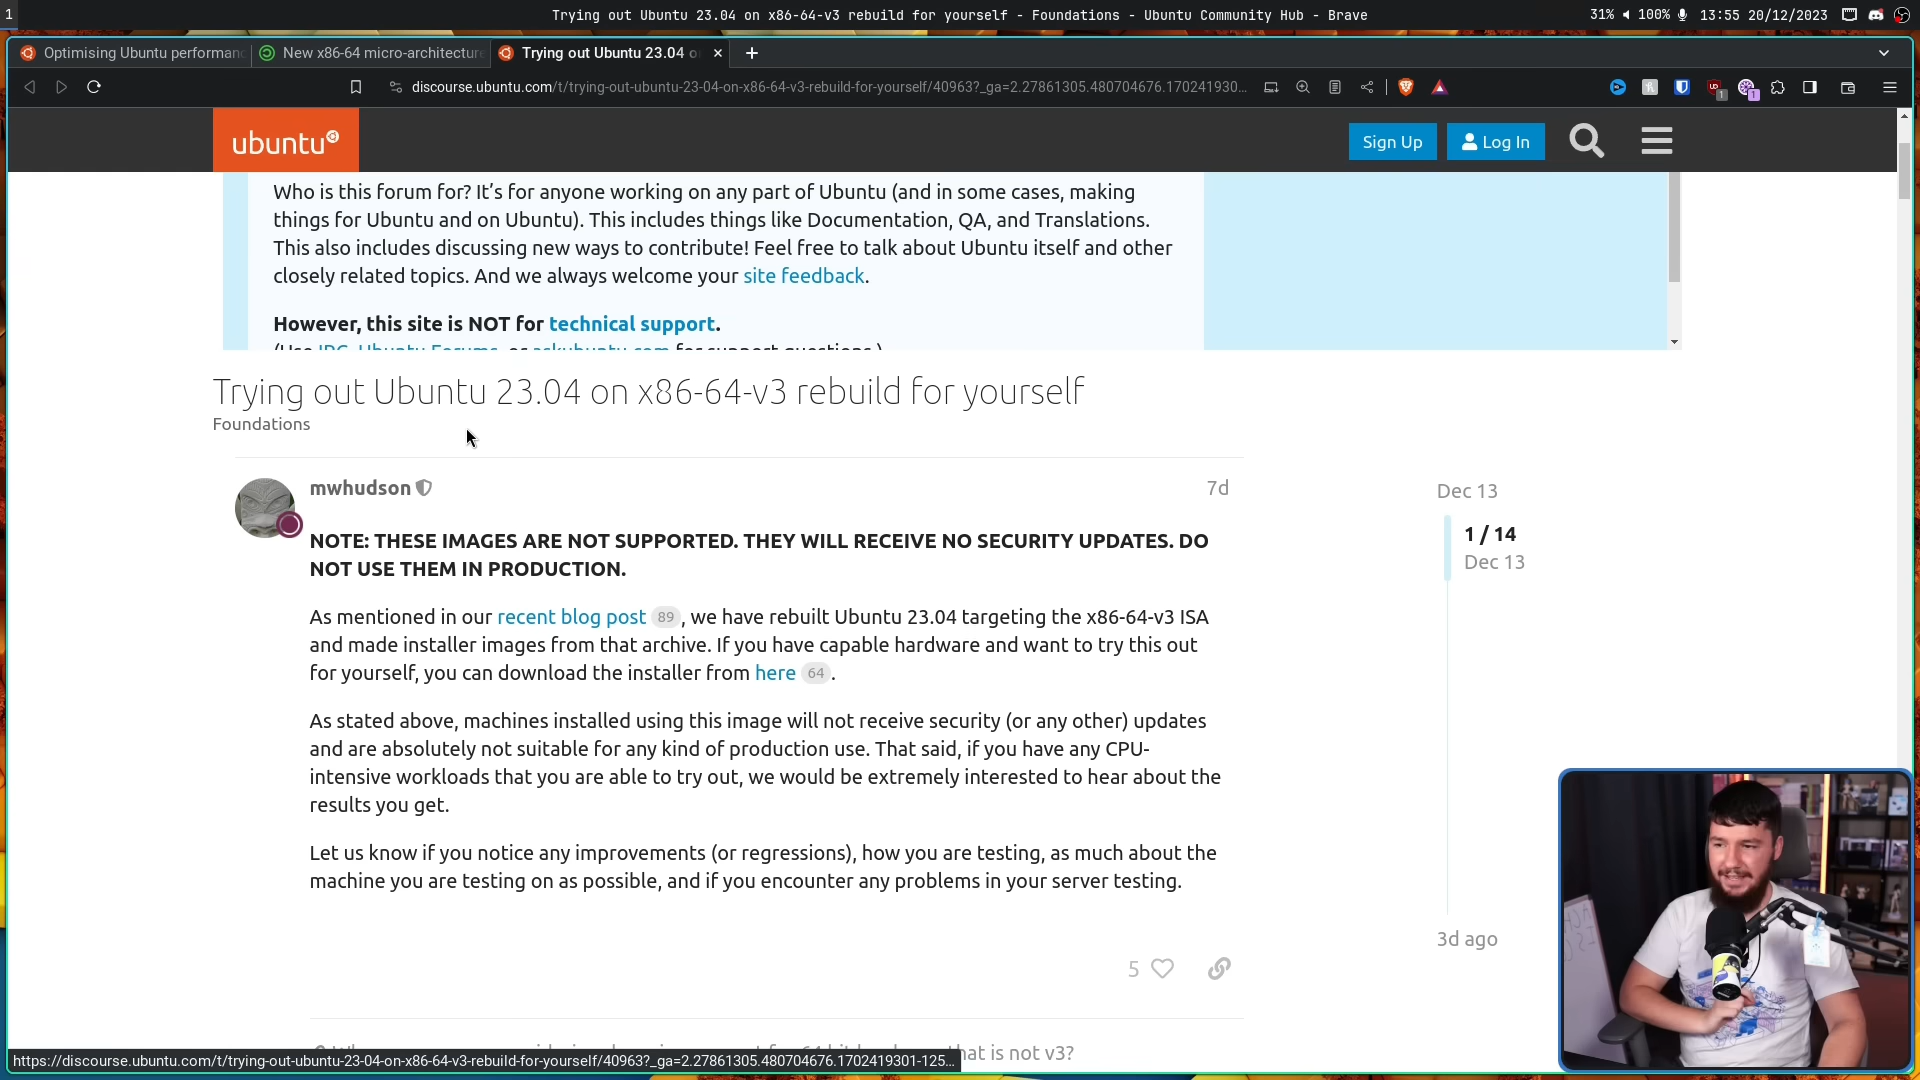 1
Trying out Ubuntu 23.04 on x86-64-v3 rebuild for yourself - Foundations - Ubuntu Community Hub - Brave
31% 100% 13:55 20/12/2023
Optimising Ubuntu performanc
New x86-64 micro-architecture
Trying out Ubuntu 23.04 o
discourse.ubuntu.com/t/trying-out-ubuntu-23-04-on-x86-64-v3-rebuild-for-yourself/40963?_ga=2.27861305.480704676.170241930...
1
1
ubuntu
Sign Up
Log In
Who is this forum for? It’s for anyone working on any part of Ubuntu (and in some cases, making
things for Ubuntu and on Ubuntu). This includes things like Documentation, QA, and Translations.
This also includes discussing new ways to contribute! Feel free to talk about Ubuntu itself and other
closely related topics. And we always welcome your site feedback.
However, this site is NOT for technical support.
(Use IRC, Ubuntu Forums, or askubuntu.com for support questions.)
Trying out Ubuntu 23.04 on x86-64-v3 rebuild for yourself
Foundations
mwhudson
7d
NOTE: THESE IMAGES ARE NOT SUPPORTED. THEY WILL RECEIVE NO SECURITY UPDATES. DO
NOT USE THEM IN PRODUCTION.
As mentioned in our recent blog post 89, we have rebuilt Ubuntu 23.04 targeting the x86-64-v3 ISA
and made installer images from that archive. If you have capable hardware and want to try this out
for yourself, you can download the installer from here 64.
As stated above, machines installed using this image will not receive security (or any other) updates
and are absolutely not suitable for any kind of production use. That said, if you have any CPU-
intensive workloads that you are able to try out, we would be extremely interested to hear about the
results you get.
Let us know if you notice any improvements (or regressions), how you are testing, as much about the
machine you are testing on as possible, and if you encounter any problems in your server testing.
5
Dec 13
1 / 14
Dec 13
3d ago
that is not v3?
https://discourse.ubuntu.com/t/trying-out-ubuntu-23-04-on-x86-64-v3-rebuild-for-yourself/40963?_ga=2.27861305.480704676.1702419301-125...